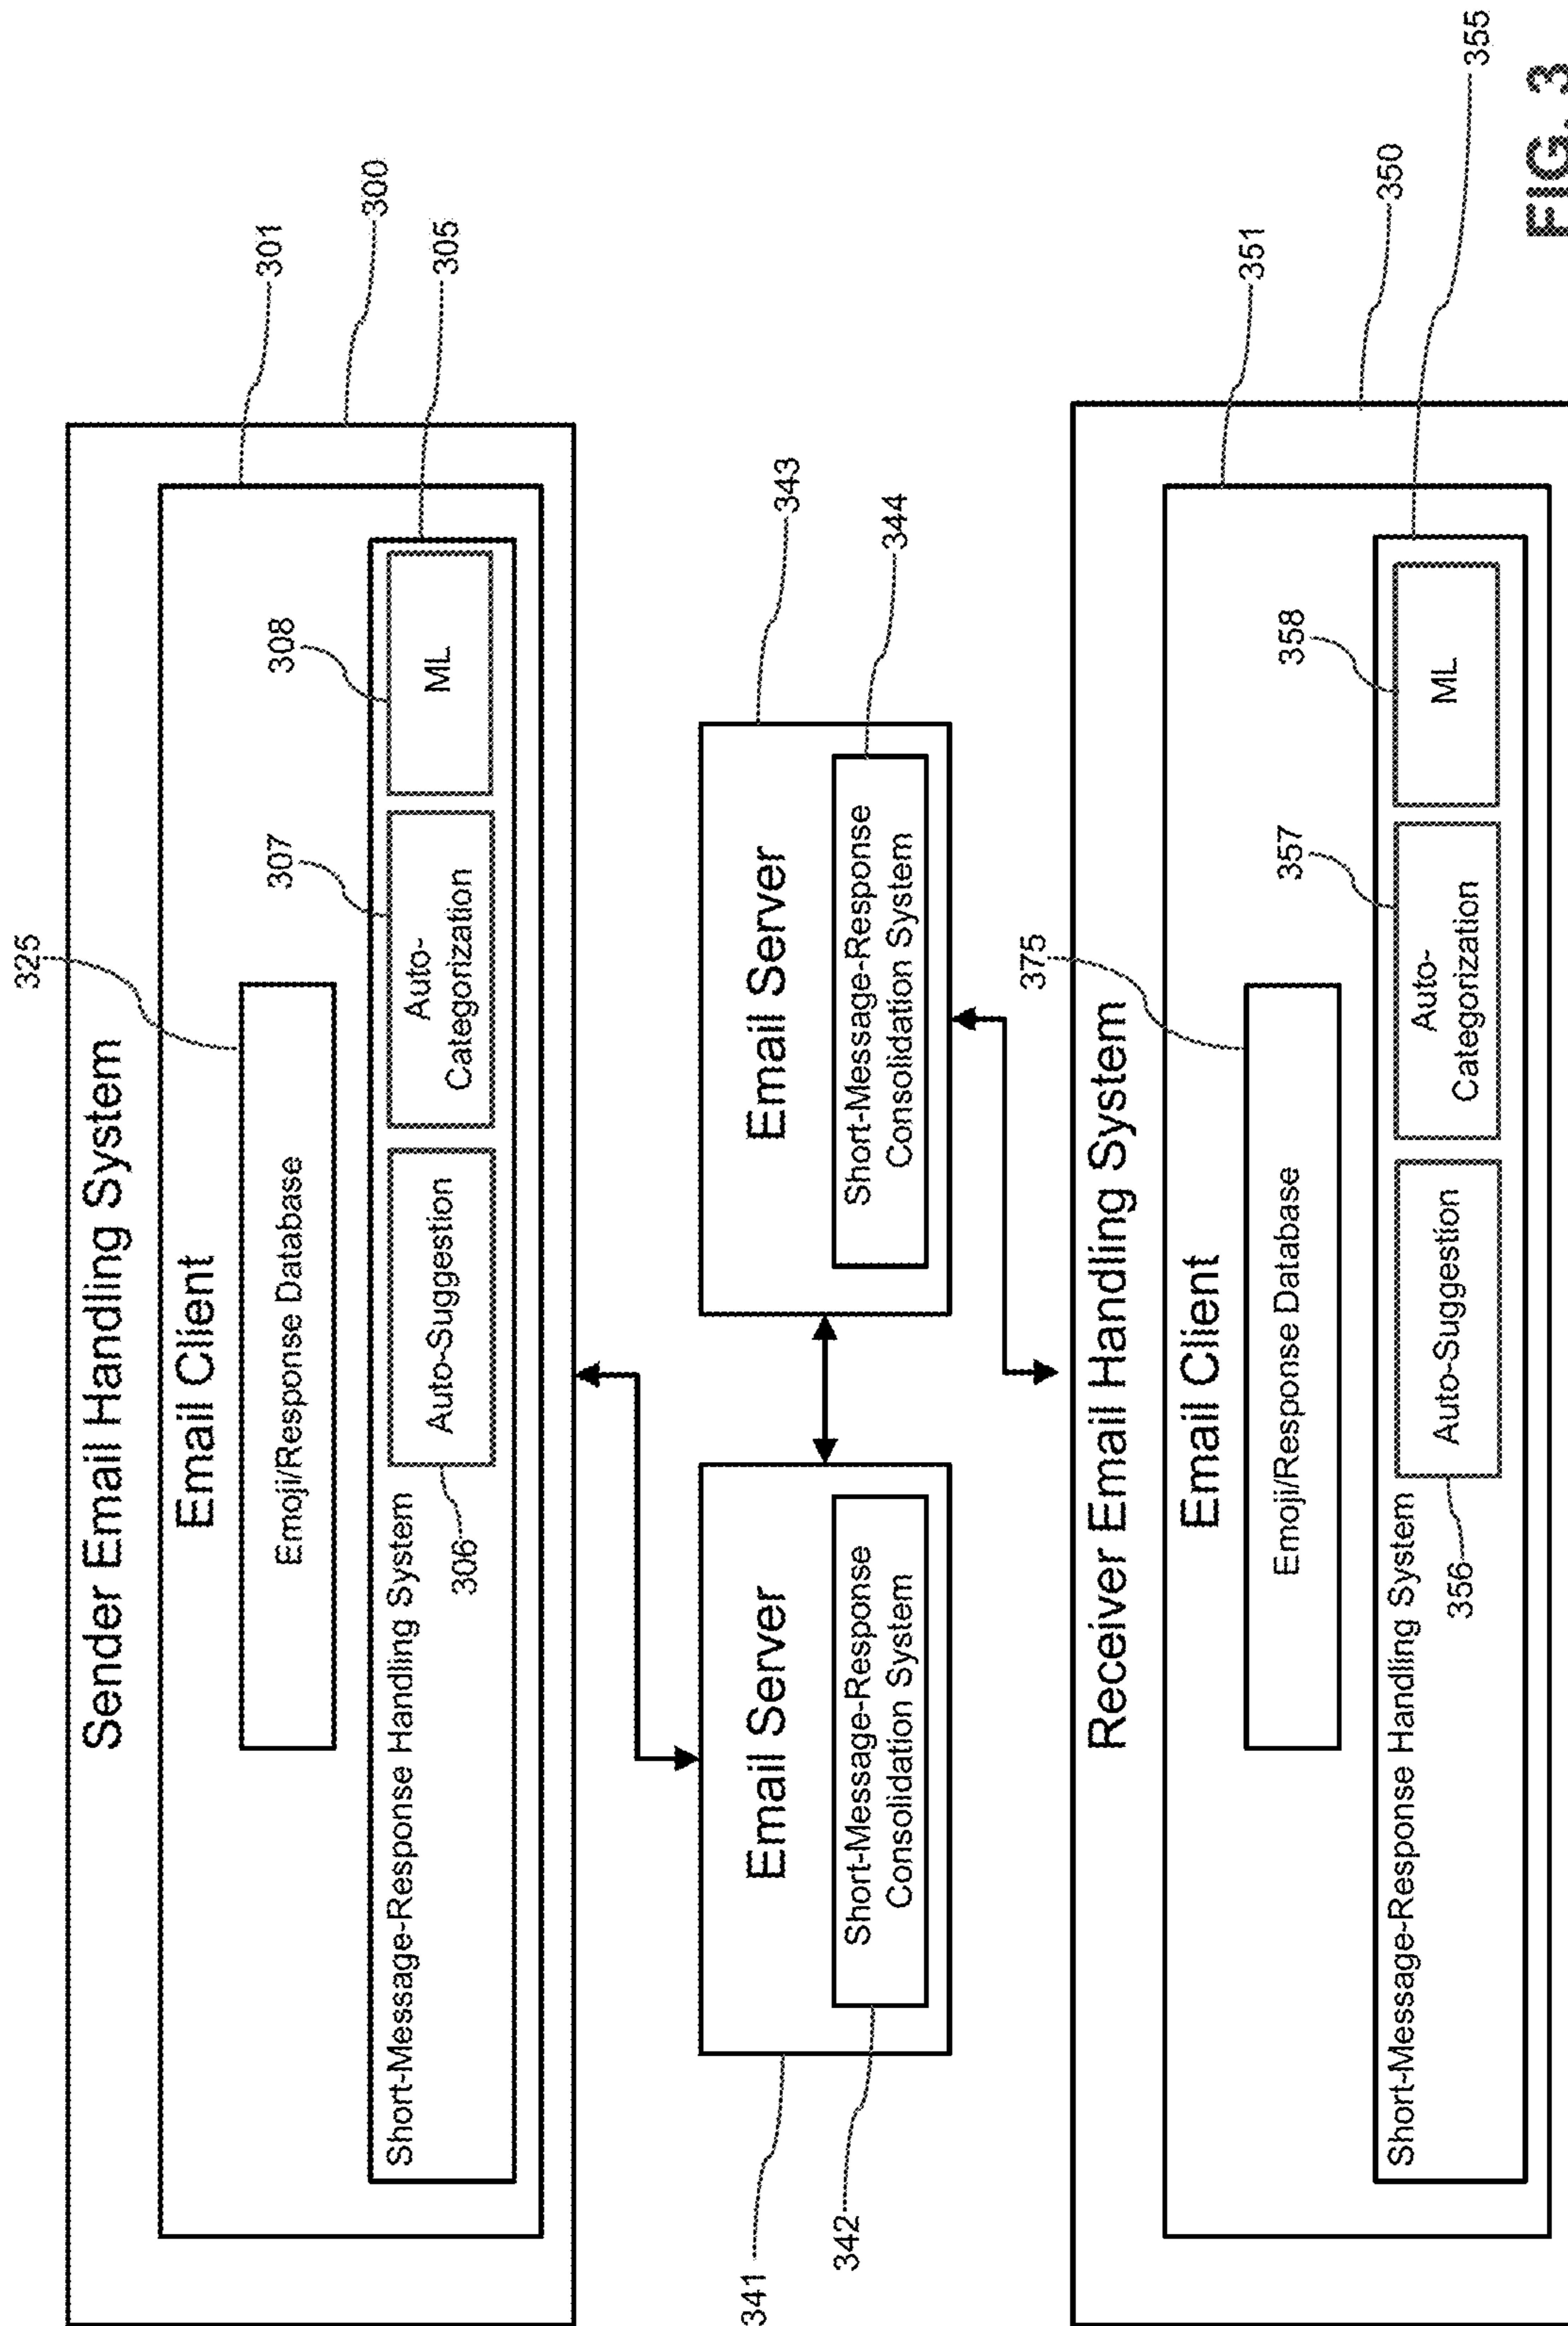 Sender Email Handling System
300
Email Client
301
325
Emoji/Response Database
Short-Message-Response Handling System
305
306
Auto-Suggestion
307
Auto-
Categorization
308
ML
341
Email Server
342
Short-Message-Response
Consolidation System
343
Email Server
344
Short-Message-Response
Consolidation System
Receiver Email Handling System
350
Email Client
351
375
Emoji/Response Database
Short-Message-Response Handling System
355
356
Auto-Suggestion
357
Auto-
Categorization
358
ML
FIG. 3